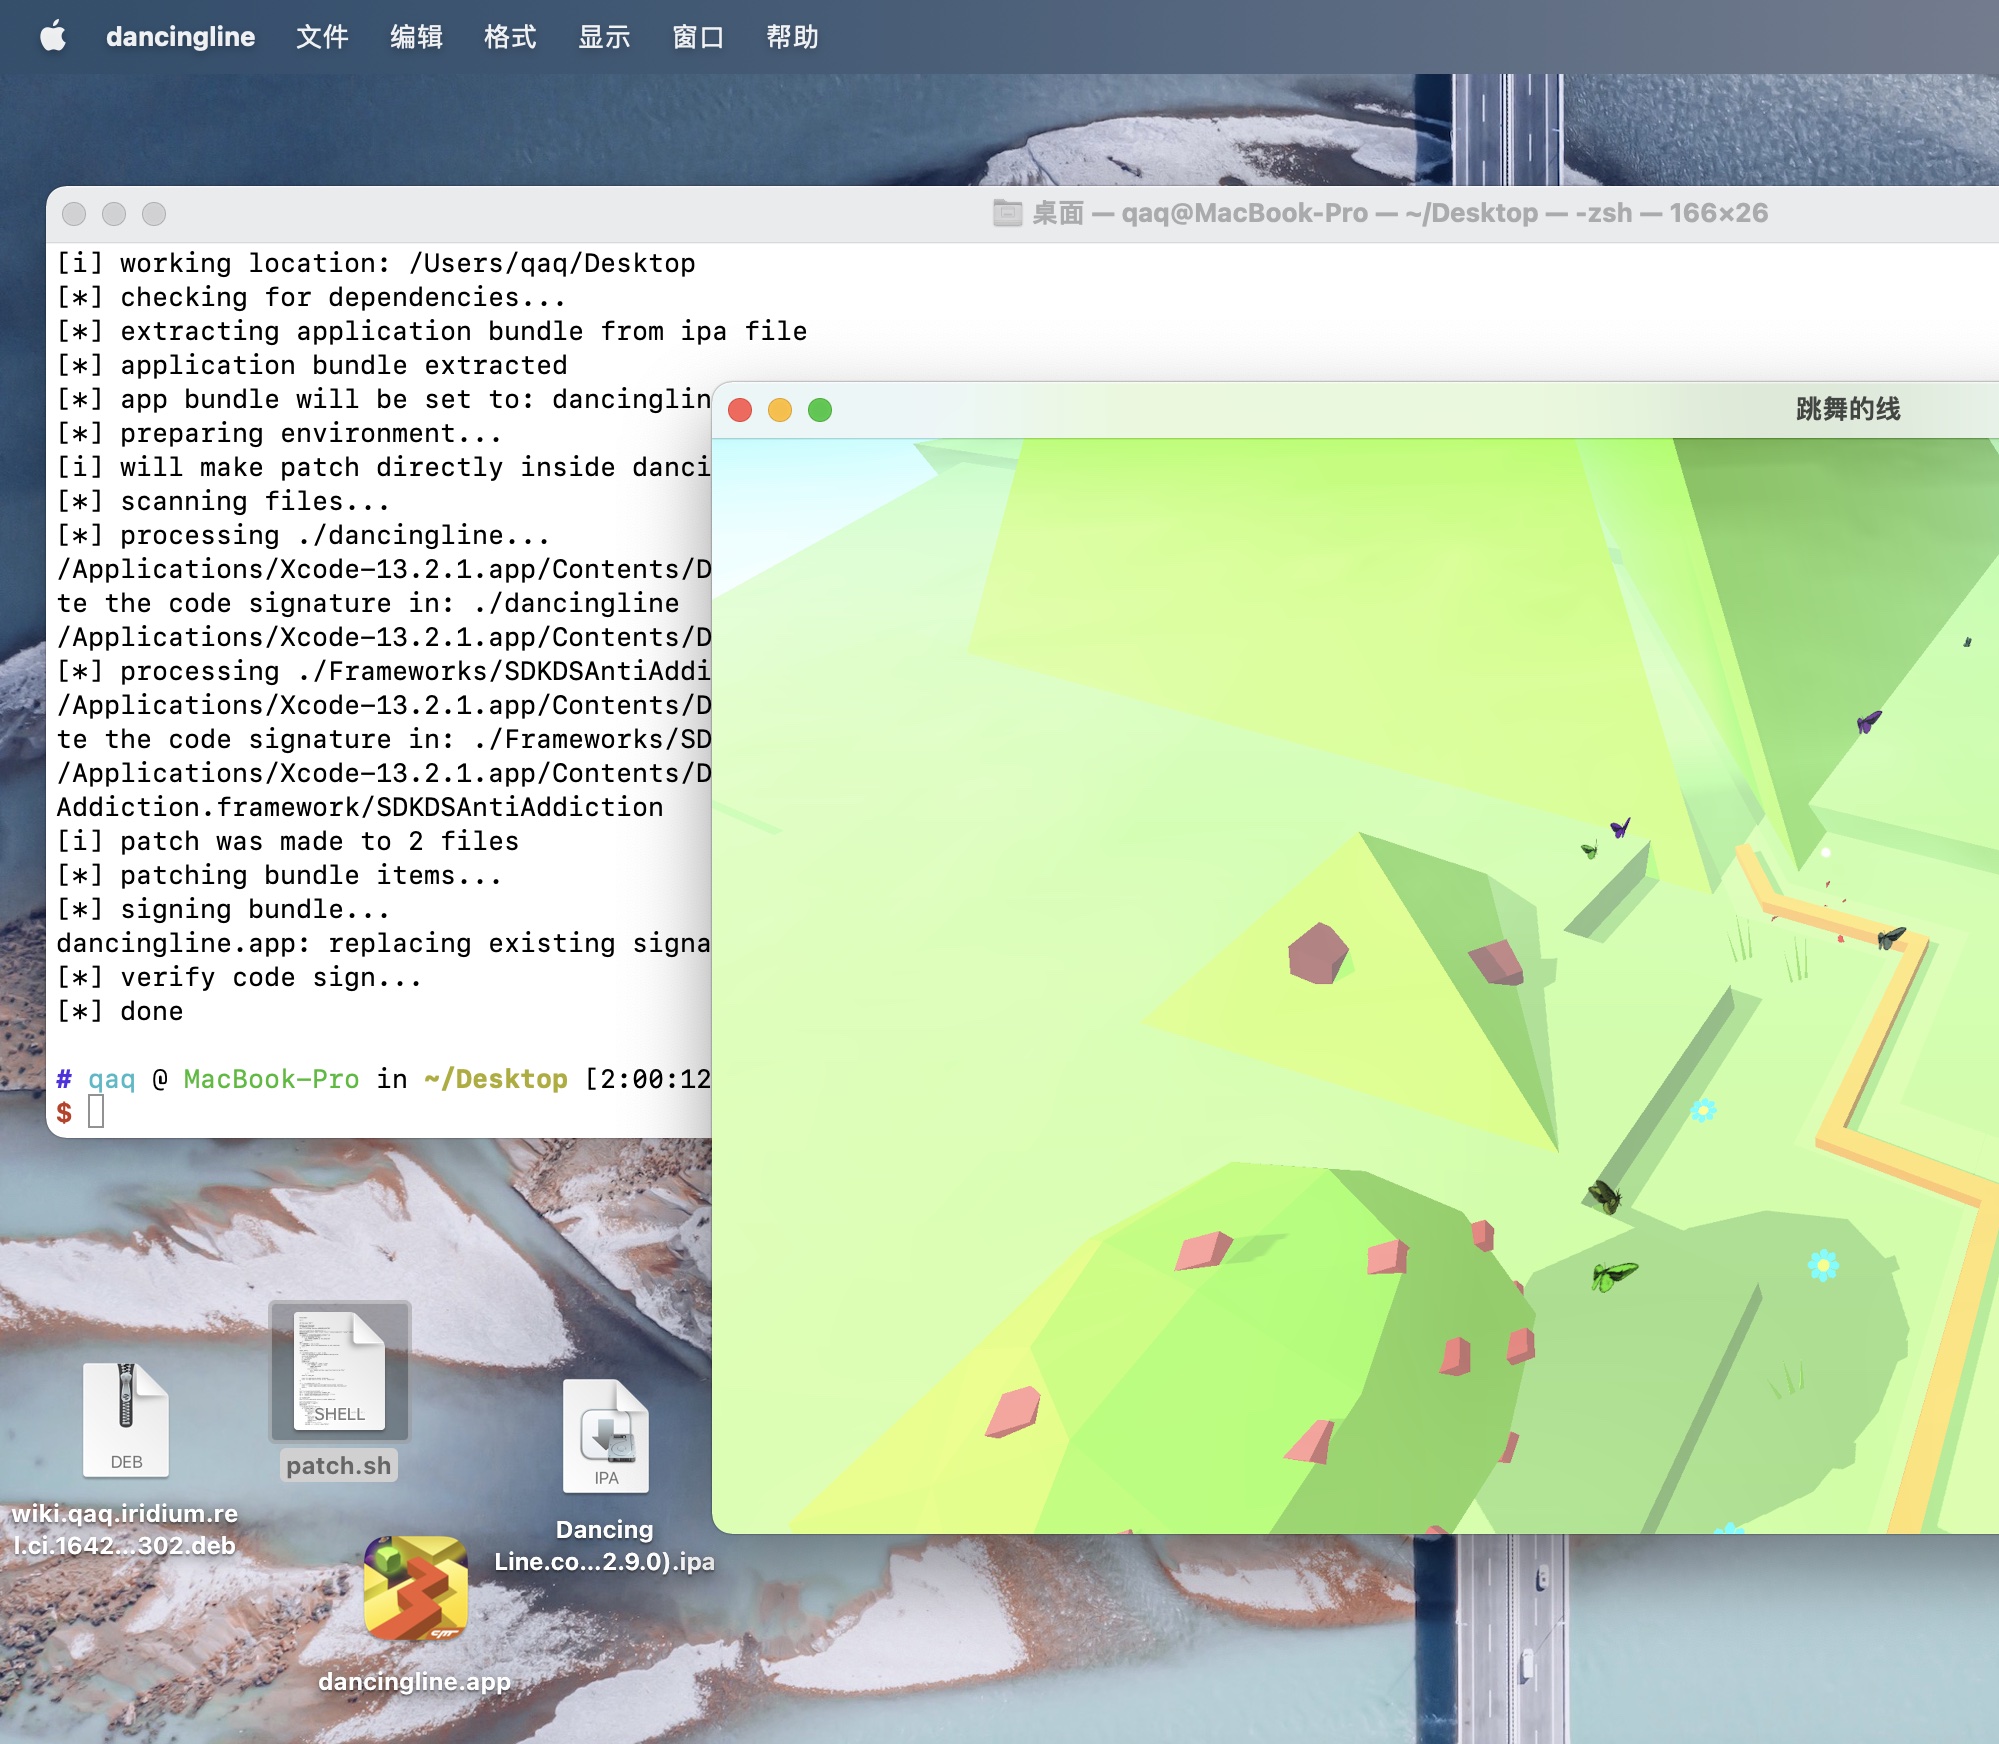 dancingline 文件 编辑 格式 显示 窗口 帮助
桌面 — qaq@MacBook-Pro — ~/Desktop — -zsh — 166×26
[i] working location: /Users/qaq/Desktop
[*] checking for dependencies...
[*] extracting application bundle from ipa file
[*] application bundle extracted
[*] app bundle will be set to: dancinglin
[*] preparing environment...
[i] will make patch directly inside danci
[*] scanning files...
[*] processing ./dancingline...
/Applications/Xcode-13.2.1.app/Contents/D
te the code signature in: ./dancingline
/Applications/Xcode-13.2.1.app/Contents/D
[*] processing ./Frameworks/SDKDSAntiAddi
/Applications/Xcode-13.2.1.app/Contents/D
te the code signature in: ./Frameworks/SD
/Applications/Xcode-13.2.1.app/Contents/D
Addiction.framework/SDKDSAntiAddiction
[i] patch was made to 2 files
[*] patching bundle items...
[*] signing bundle...
dancingline.app: replacing existing signa
[*] verify code sign...
[*] done
# qaq @ MacBook-Pro in ~/Desktop [2:00:12
$
跳舞的线
SHELL
patch.sh
DEB
wiki.qaq.iridium.re
l.ci.1642...302.deb
IPA
Dancing
Line.co...2.9.0).ipa
dancingline.app